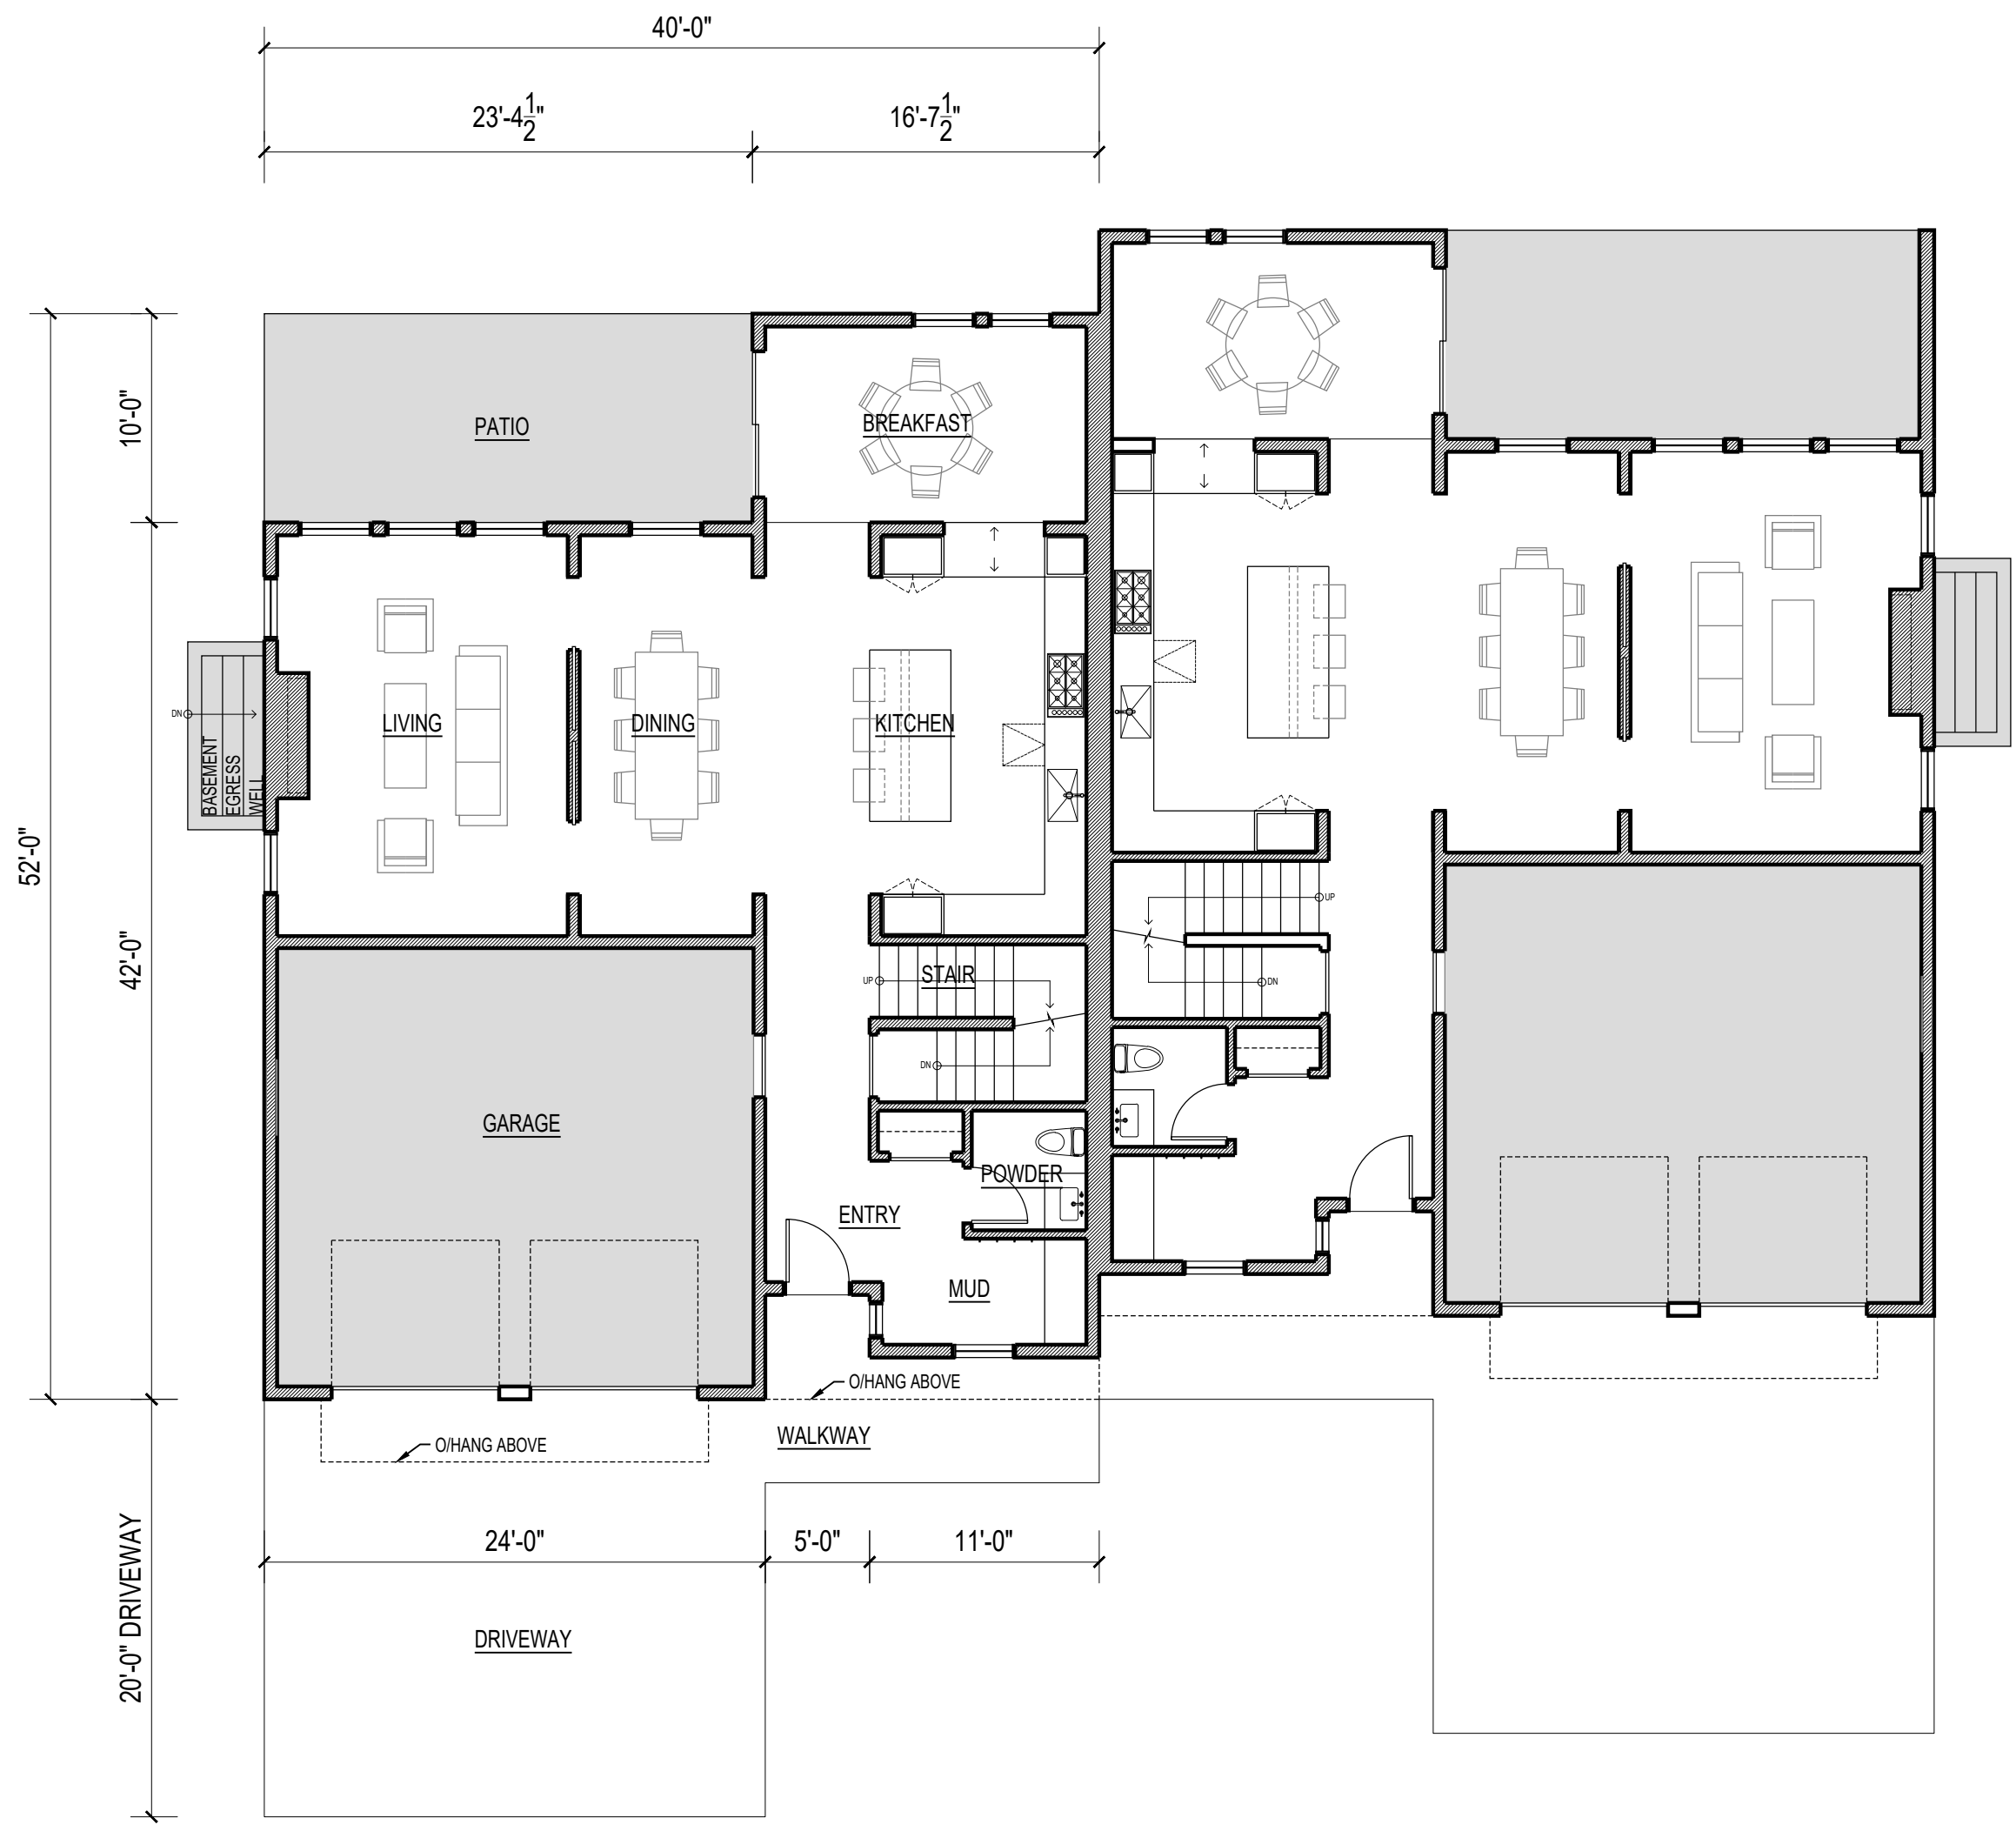 40'-0"
23'-4 1/2"
16'-7 1/2"
10'-0"
PATIO
BREAKFAST
LIVING
DINING
KITCHEN
DN
BASEMENT
EGRESS
WELL
52'-0"
42'-0"
UP
STAIR
UP
DN
DN
GARAGE
POWDER
ENTRY
MUD
O/HANG ABOVE
WALKWAY
O/HANG ABOVE
24'-0"
5'-0"
11'-0"
20'-0" DRIVEWAY
DRIVEWAY